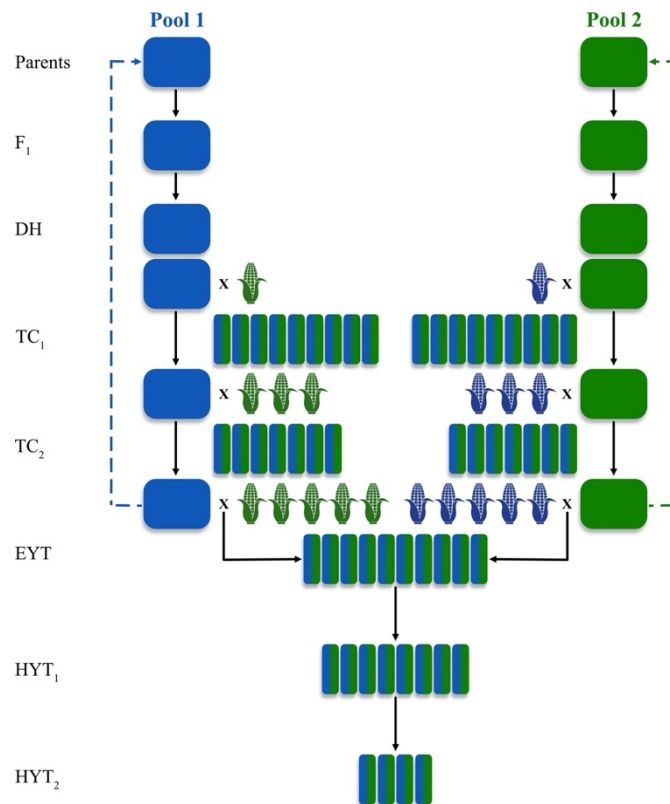 Pool 1 Pool 2
Parents
F₁
DH
x x
TC₁
x x
TC₂
x x
EYT
HYT₁
HYT₂